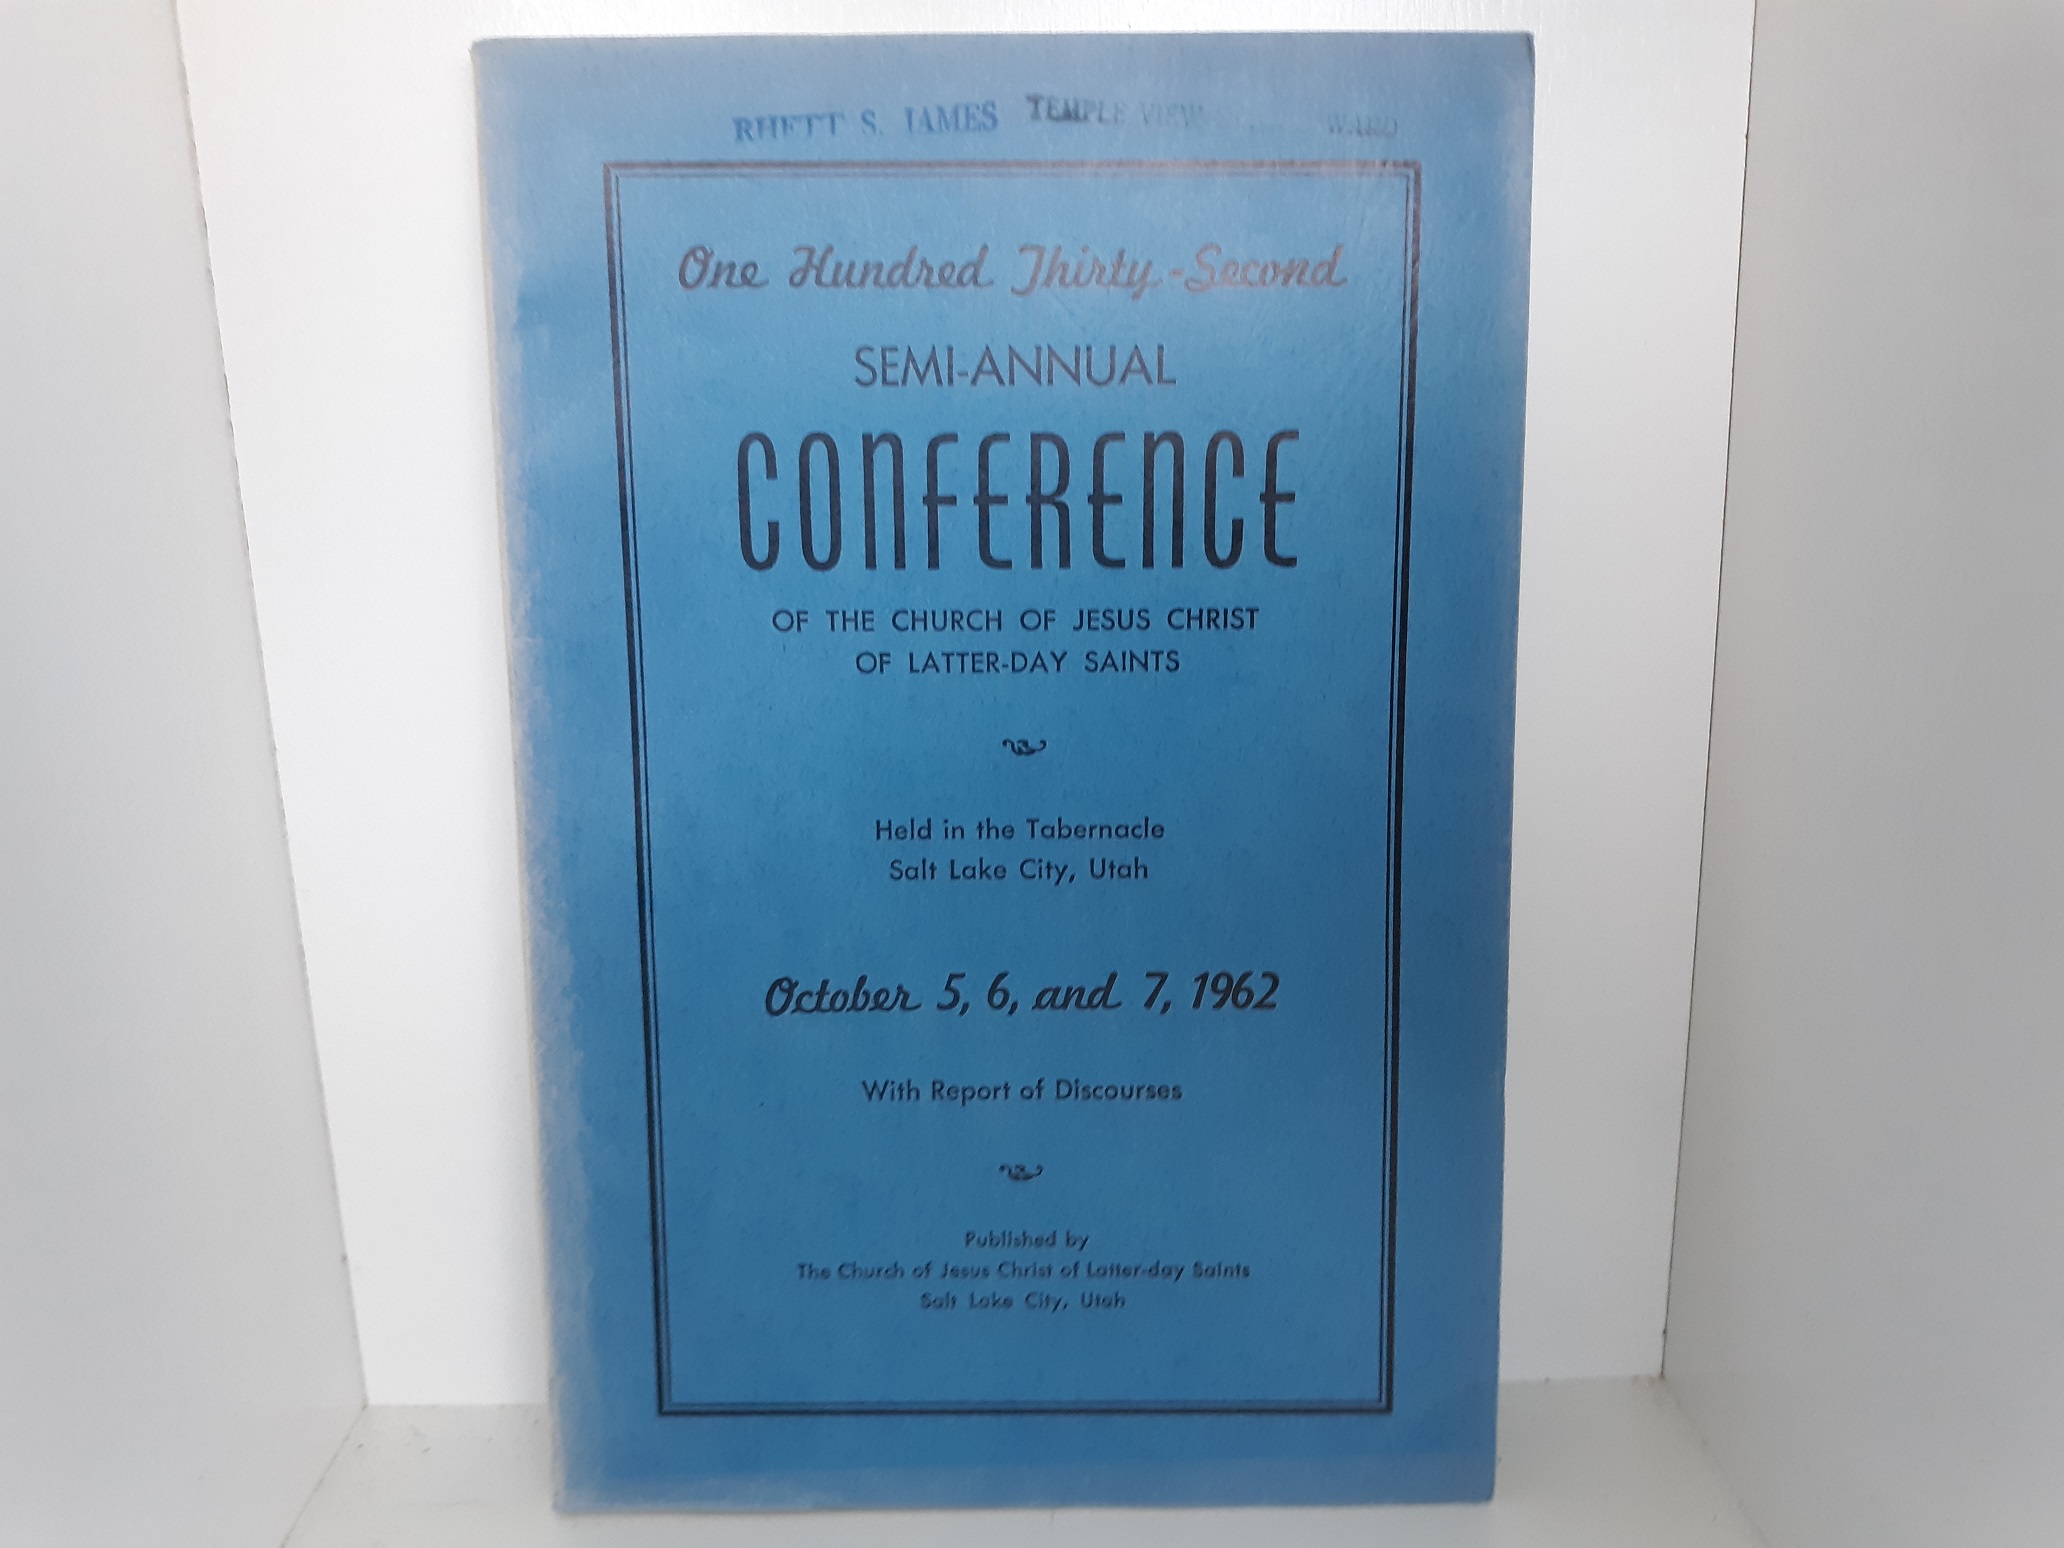 RHETT S. JAMES TEMPLE VIEW WARD
One Hundred Thirty-Second
SEMI-ANNUAL
CONFERENCE
OF THE CHURCH OF JESUS CHRIST
OF LATTER-DAY SAINTS
Held in the Tabernacle
Salt Lake City, Utah
October 5, 6, and 7, 1962
With Report of Discourses
Published by
The Church of Jesus Christ of Latter-day Saints
Salt Lake City, Utah